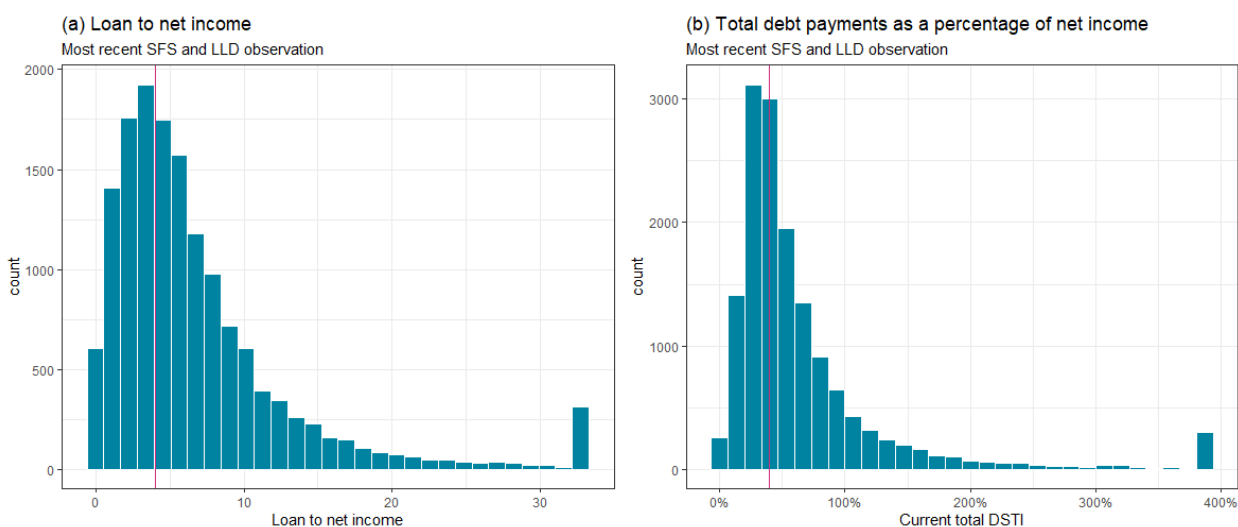 (a) Loan to net income
Most recent SFS and LLD observation
2000
1500
1000
500
0
count
0 10 20 30
Loan to net income
(b) Total debt payments as a percentage of net income
Most recent SFS and LLD observation
3000
2000
1000
0
count
0% 100% 200% 300% 400%
Current total DSTI